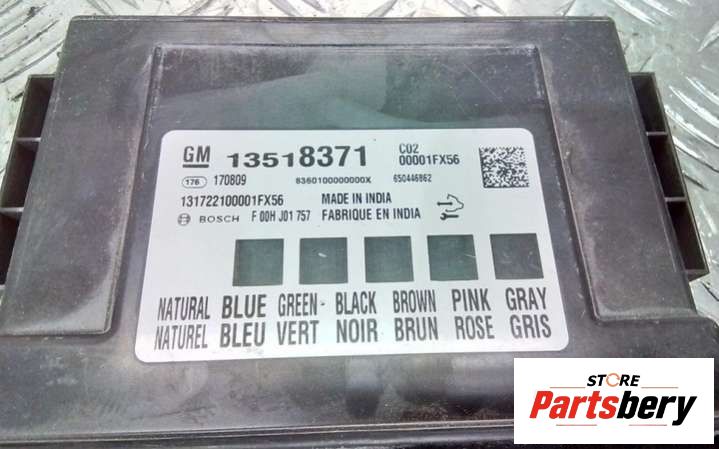 GM 13518371 C02
00001FX56
176 170809 6360100000000X 650446862
131722100001FX56 MADE IN INDIA
BOSCH F 00H J01 757 FABRIQUE EN INDIA
NATURAL BLUE GREEN- BLACK BROWN PINK GRAY
NATUREL BLEU VERT NOIR BRUN ROSE GRIS
STORE
Partsbery